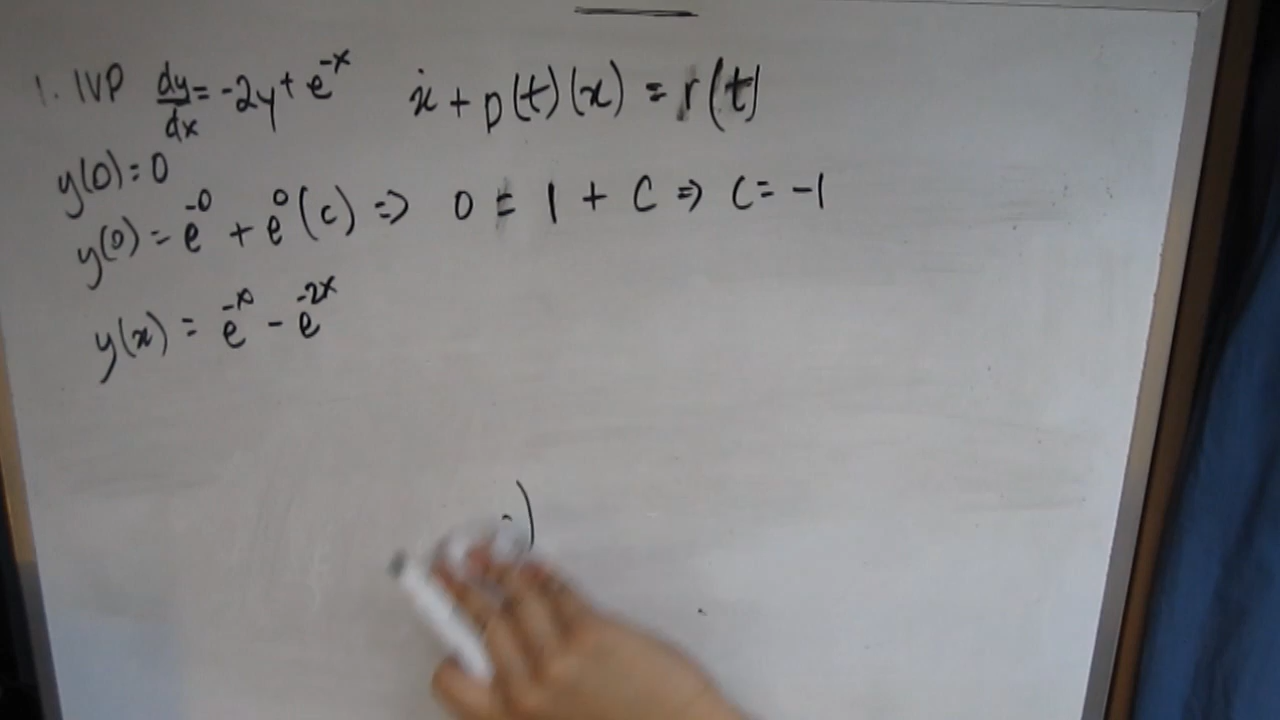 1. IVP dy/dx = -2y + e^{-x} ẋ + p(t)(x) = r(t)
y(0) = 0
y(0) = e^{-0} + e^{0}(c) => 0 = 1 + C => C = -1
y(x) = e^{-x} - e^{-2x}
)